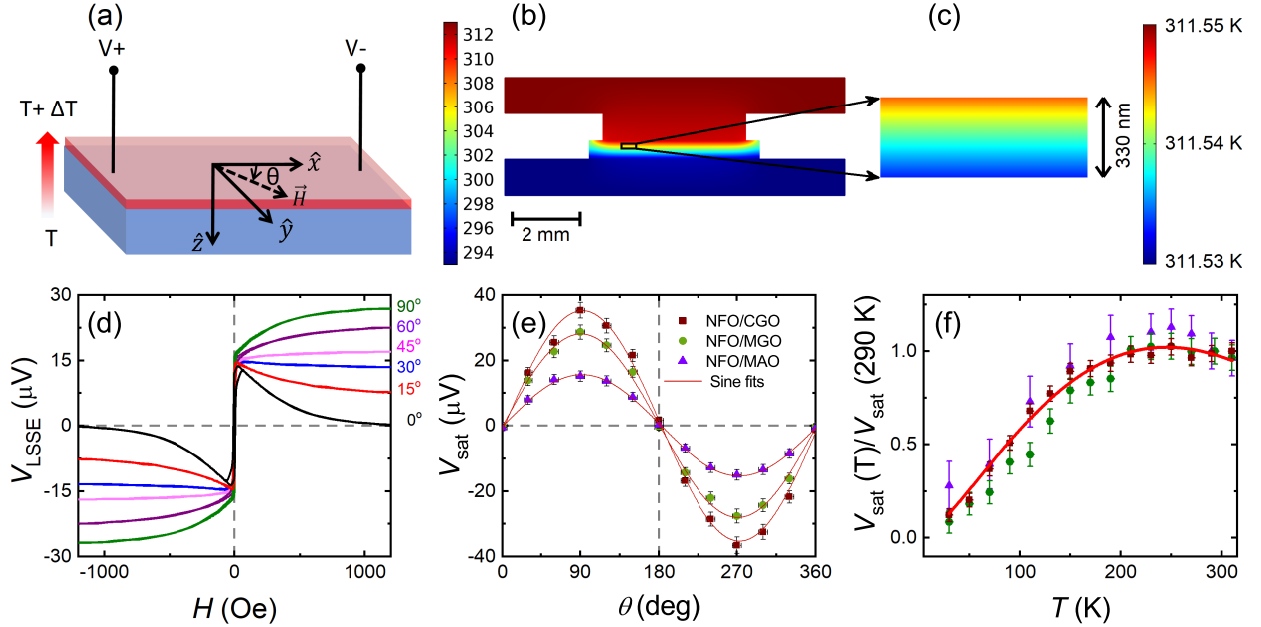 (a)
V+
V-
T+ ΔT
T
x̂
θ
H⃗
ŷ
ẑ
(b)
312
310
308
306
304
302
300
298
296
294
2 mm
(c)
330 nm
311.55 K
311.54 K
311.53 K
(d)
30
15
0
-15
-30
V_LSSE (μV)
-1000
0
1000
H (Oe)
90°
60°
45°
30°
15°
0°
(e)
40
20
0
-20
-40
V_sat (μV)
0
90
180
270
360
θ (deg)
NFO/CGO
NFO/MGO
NFO/MAO
Sine fits
(f)
1.0
0.5
0.0
V_sat (T)/V_sat (290 K)
100
200
300
T (K)